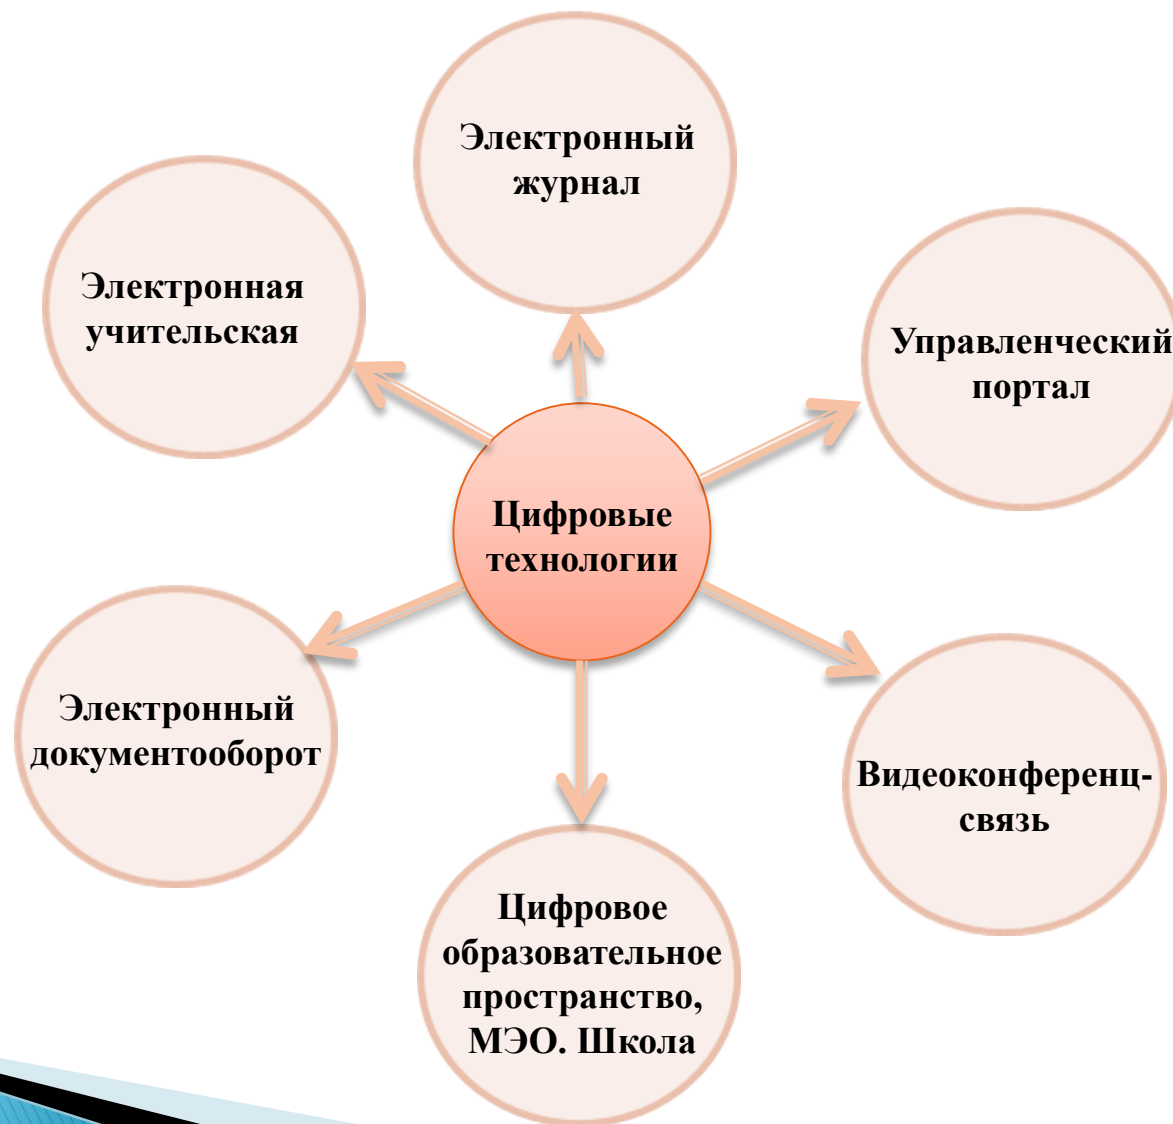 Электронный
журнал
Электронная
учительская
Управленческий
портал
Цифровые
технологии
Электронный
документооборот
Видеоконференц-
связь
Цифровое
образовательное
пространство,
МЭО. Школа